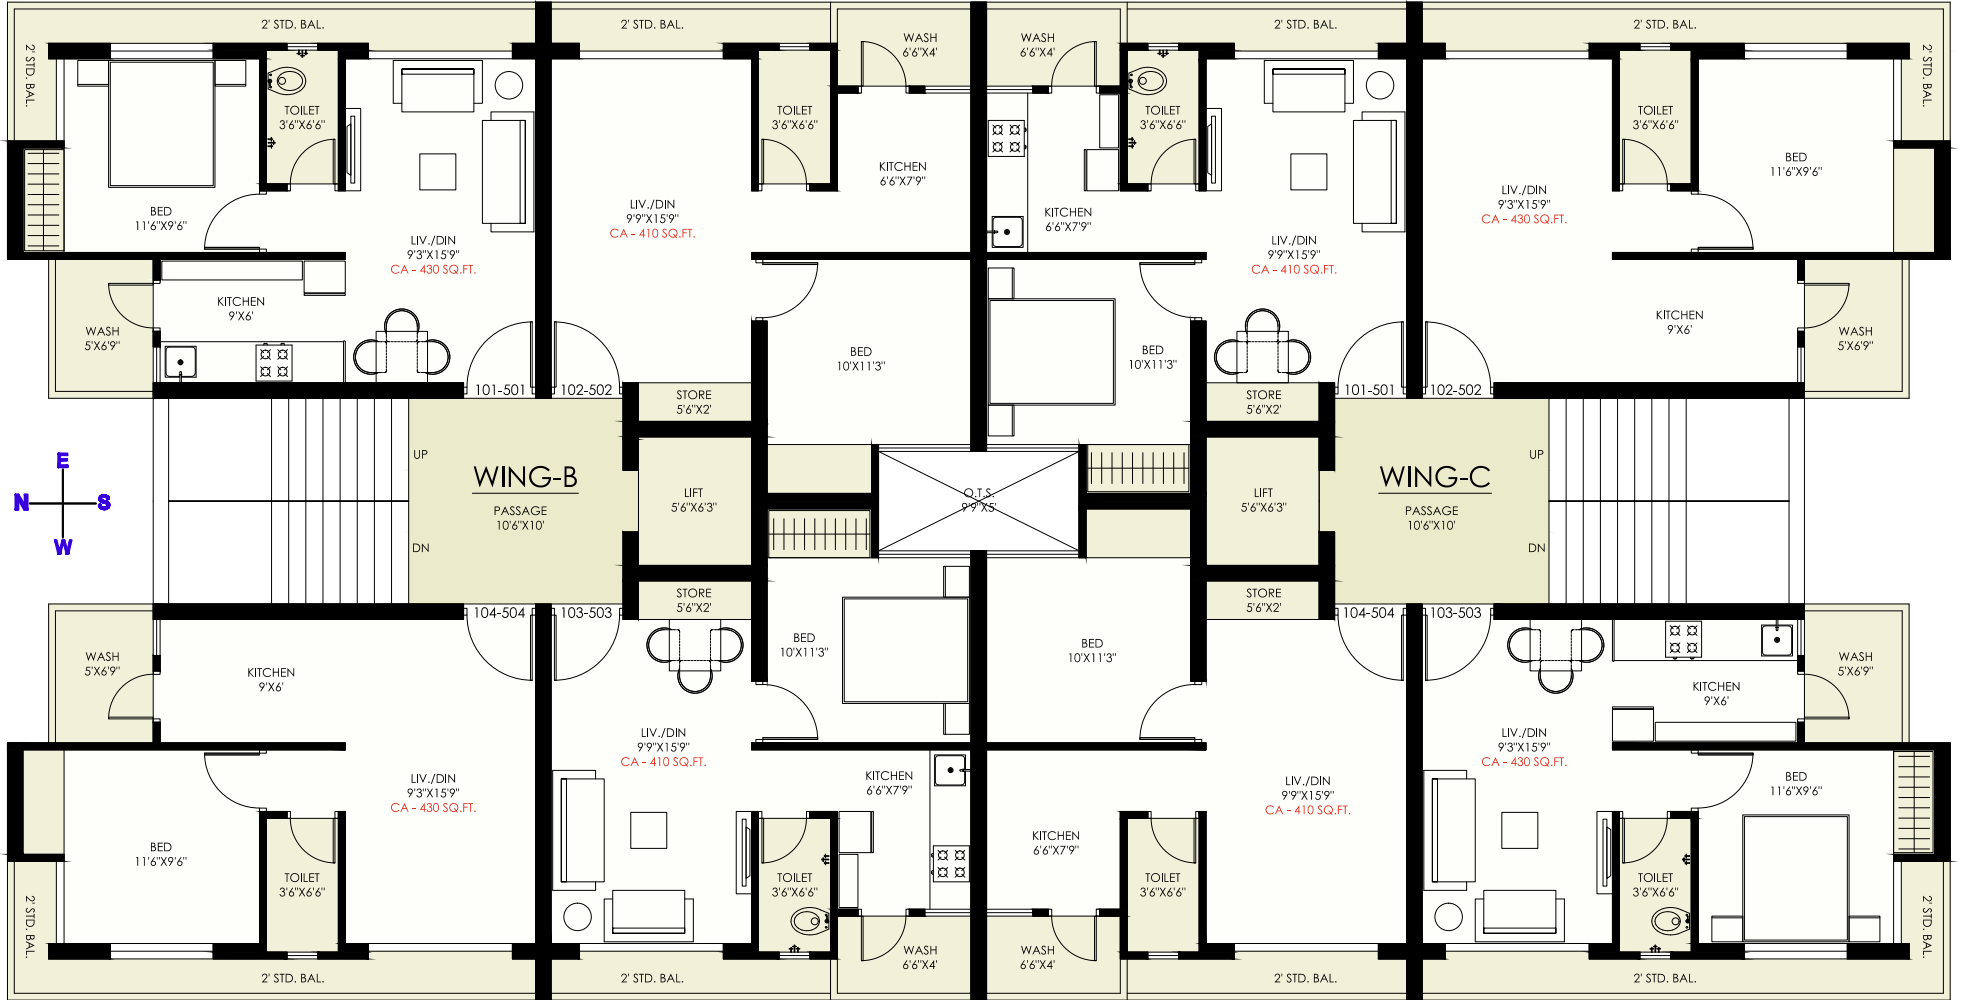 2' STD. BAL.
2' STD. BAL.
2' STD. BAL.
2' STD. BAL.
2' STD. BAL.
2' STD. BAL.
WASH
6'6"X4'
WASH
6'6"X4'
TOILET
3'6"X6'6"
TOILET
3'6"X6'6"
TOILET
3'6"X6'6"
TOILET
3'6"X6'6"
BED
11'6"X9'6"
LIV./DIN
9'3"X15'9"
CA - 430 SQ.FT.
LIV./DIN
9'9"X15'9"
CA - 410 SQ.FT.
KITCHEN
6'6"X7'9"
KITCHEN
6'6"X7'9"
LIV./DIN
9'9"X15'9"
CA - 410 SQ.FT.
LIV./DIN
9'3"X15'9"
CA - 430 SQ.FT.
BED
11'6"X9'6"
WASH
5'X6'9"
KITCHEN
9'X6'
BED
10'X11'3"
BED
10'X11'3"
KITCHEN
9'X6'
WASH
5'X6'9"
101-501
102-502
STORE
5'6"X2'
STORE
5'6"X2'
101-501
102-502
E
N
S
W
UP
DN
WING-B
PASSAGE
10'6"X10'
LIFT
5'6"X6'3"
O.T.S.
9'9"X5'
LIFT
5'6"X6'3"
WING-C
PASSAGE
10'6"X10'
UP
DN
104-504
103-503
STORE
5'6"X2'
STORE
5'6"X2'
104-504
103-503
WASH
5'X6'9"
KITCHEN
9'X6'
BED
10'X11'3"
BED
10'X11'3"
KITCHEN
9'X6'
WASH
5'X6'9"
BED
11'6"X9'6"
LIV./DIN
9'3"X15'9"
CA - 430 SQ.FT.
LIV./DIN
9'9"X15'9"
CA - 410 SQ.FT.
KITCHEN
6'6"X7'9"
KITCHEN
6'6"X7'9"
LIV./DIN
9'9"X15'9"
CA - 410 SQ.FT.
LIV./DIN
9'3"X15'9"
CA - 430 SQ.FT.
BED
11'6"X9'6"
TOILET
3'6"X6'6"
TOILET
3'6"X6'6"
TOILET
3'6"X6'6"
TOILET
3'6"X6'6"
2' STD. BAL.
2' STD. BAL.
WASH
6'6"X4'
WASH
6'6"X4'
2' STD. BAL.
2' STD. BAL.
2' STD. BAL.
2' STD. BAL.